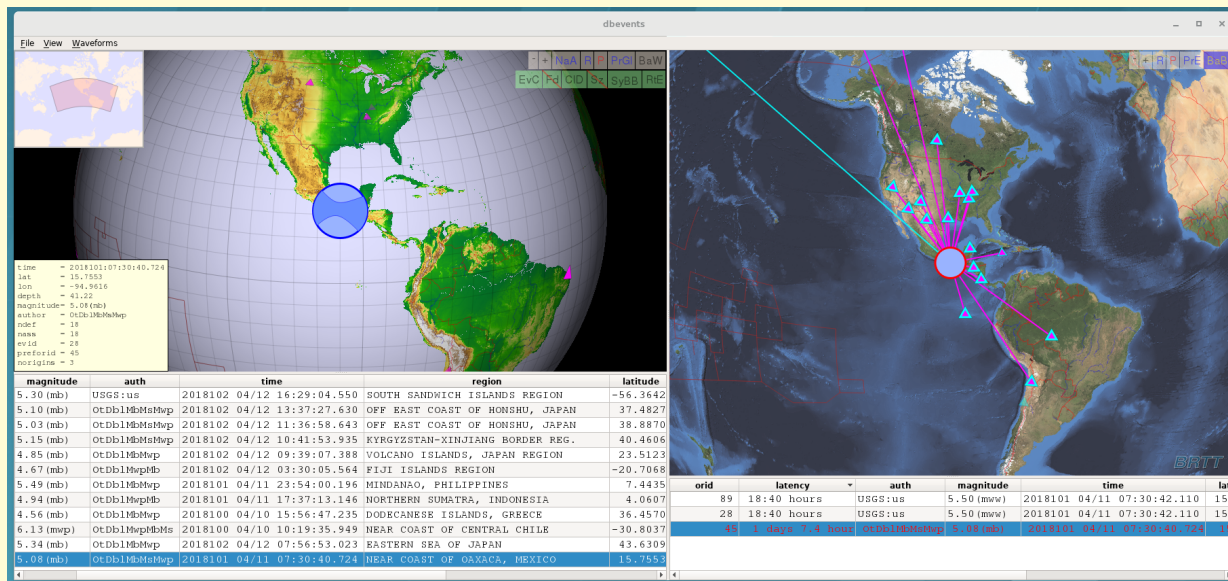 dbevents
File View Waveforms
- + NaA R P PrGl BaW
EvC Fd CID Sz SyBB RtE
- + R P PrE BaB
time = 2018101:07:30:40.724
lat = 15.7553
lon = -94.9616
depth = 41.22
magnitude= 5.08(mb)
author = OtDblMbMsMwp
ndef = 18
nass = 18
evid = 28
preforid = 45
norigins = 3
magnitude auth time region latitude
5.30(mb) USGS:us 2018102 04/12 16:29:04.550 SOUTH SANDWICH ISLANDS REGION -56.3642
5.10(mb) OtDblMbMsMwp 2018102 04/12 13:37:27.630 OFF EAST COAST OF HONSHU, JAPAN 37.4827
5.03(mb) OtDblMbMsMwp 2018102 04/12 11:36:58.643 OFF EAST COAST OF HONSHU, JAPAN 38.8870
5.15(mb) OtDblMbMsMwp 2018102 04/12 10:41:53.935 KYRGYZSTAN-XINJIANG BORDER REG. 40.4606
4.85(mb) OtDblMbMsMwp 2018102 04/12 09:39:07.388 VOLCANO ISLANDS, JAPAN REGION 23.5123
4.67(mb) OtDblMwpMb 2018102 04/12 03:30:05.564 FIJI ISLANDS REGION -20.7068
5.49(mb) OtDblMbMsMwp 2018101 04/11 23:54:00.196 MINDANAO, PHILIPPINES 7.4435
4.94(mb) OtDblMbMsMwp 2018101 04/11 17:37:13.146 NORTHERN SUMATRA, INDONESIA 4.0607
4.56(mb) OtDblMbMsMwp 2018100 04/10 15:56:47.235 DODECANESE ISLANDS, GREECE 36.4570
6.13(mwp) OtDblMwpMbMs 2018100 04/10 10:19:35.949 NEAR COAST OF CENTRAL CHILE -30.8037
5.34(mb) OtDblMbMsMwp 2018102 04/12 07:56:53.023 EASTERN SEA OF JAPAN 43.6309
5.08(mb) OtDblMbMsMwp 2018101 04/11 07:30:40.724 NEAR COAST OF OAXACA, MEXICO 15.7553
BRTT
orid latency auth magnitude time lat
89 18:40 hours USGS:us 5.50(mww) 2018101 04/11 07:30:42.110 15
28 18:40 hours USGS:us 5.50(mww) 2018101 04/11 07:30:42.110 15
45 1 days 7.4 hour OtDblMbMsMwp 5.08(mb) 2018101 04/11 07:30:40.724 1